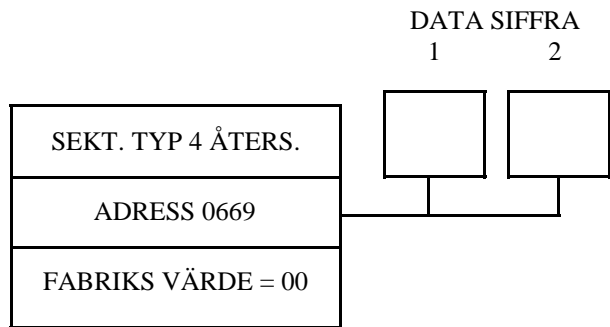 DATA SIFFRA
1 2
SEKT. TYP 4 ÅTERS.
ADRESS 0669
FABRIKS VÄRDE = 00